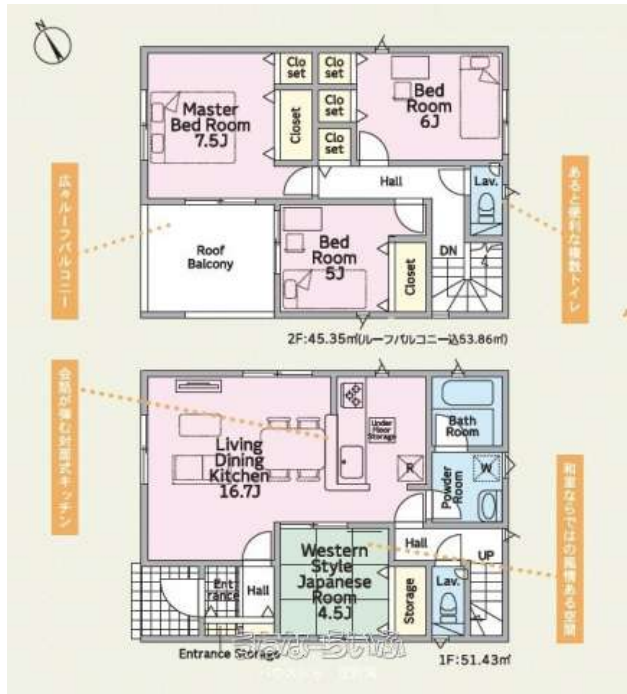 N
Clo
set
Clo
set
Master
Bed Room
7.5J
Closet
Clo
set
Clo
set
Bed
Room
6J
Hall
Lav.
広々ルーフバルコニー
あると便利な複数トイレ
Roof
Balcony
Bed
Room
5J
Closet
DN
2F:45.35㎡(ルーフバルコニー込53.86㎡)
会話が弾む対面式キッチン
Living
Dining
Kitchen
16.7J
Under
Floor
Storage
R
Bath
Room
Powder
Room
W
和室ならではの風情ある空間
Hall
UP
Western
Style
Japanese
Room
4.5J
Ent
rance
Hall
Storage
Lav.
Entrance Storage
1F:51.43㎡